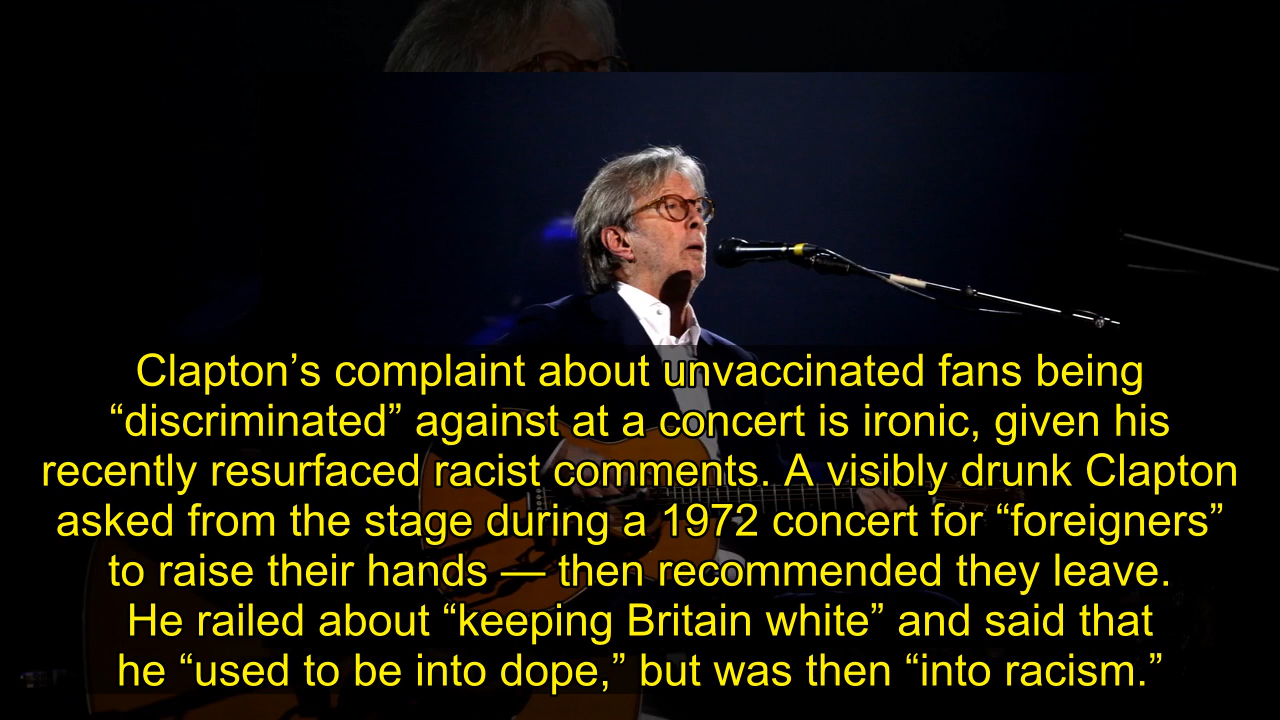 Clapton’s complaint about unvaccinated fans being
“discriminated” against at a concert is ironic, given his
recently resurfaced racist comments. A visibly drunk Clapton
asked from the stage during a 1972 concert for “foreigners”
to raise their hands — then recommended they leave.
He railed about “keeping Britain white” and said that
he “used to be into dope,” but was then “into racism.”